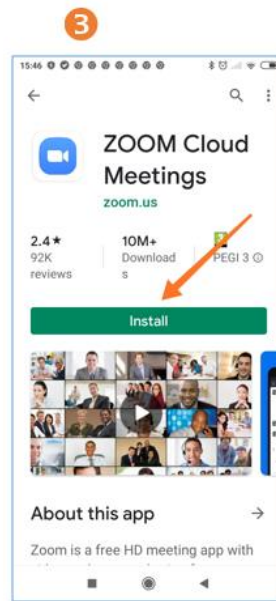 3
15:46
ZOOM Cloud
Meetings
zoom.us
2.4★
92K
reviews
10M+
Download
s
PEGI 3
Install
About this app
Zoom is a free HD meeting app with